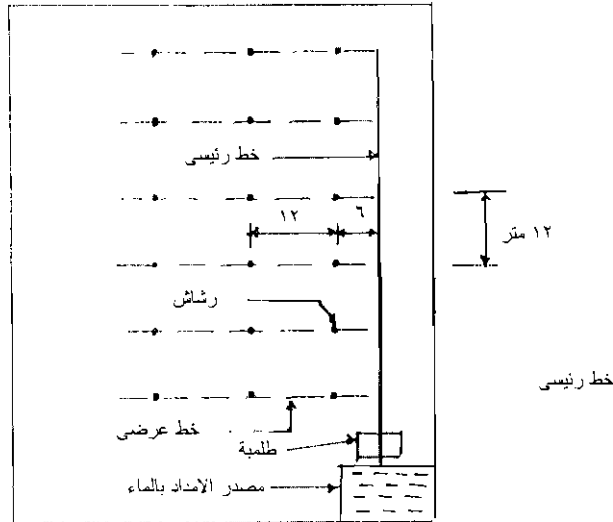 خط رئيسى
١٢
٦
١٢ متر
رشاش
خط رئيسى
خط عرضى
طلمبة
مصدر الامداد بالماء